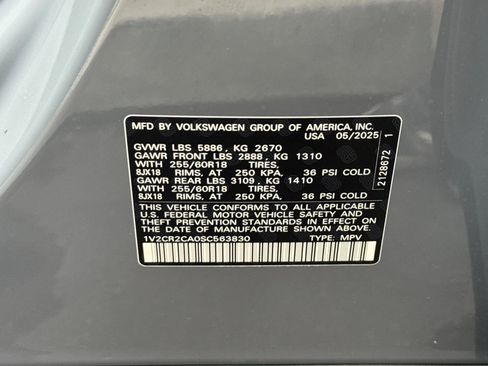 MFD BY VOLKSWAGEN GROUP OF AMERICA, INC.
USA 05/2025
GVWR LBS 5886, KG 2670
GAWR FRONT LBS 2888, KG 1310
WITH 255/60R18 TIRES,
8JX18 RIMS, AT 250 KPA, 36 PSI COLD
GAWR REAR LBS 3109, KG 1410
WITH 255/60R18 TIRES,
8JX18 RIMS, AT 250 KPA, 36 PSI COLD
THIS VEHICLE CONFORMS TO ALL APPLICABLE
U.S. FEDERAL MOTOR VEHICLE SAFETY AND
THEFT PREVENTION STANDARDS IN EFFECT ON
THE DATE OF MANUFACTURE SHOWN ABOVE.
1V2CR2CA0SC563830 TYPE: MPV
2128672 1